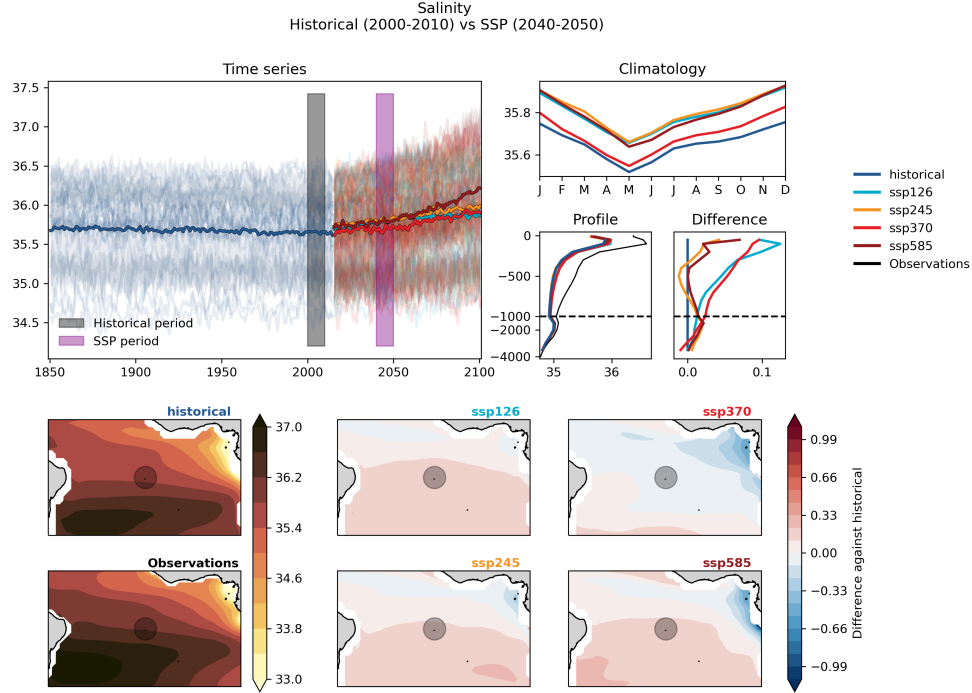 Salinity
Historical (2000-2010) vs SSP (2040-2050)
Time series
37.5
37.0
36.5
36.0
35.5
35.0
34.5
1850
1900
1950
2000
2050
2100
Historical period
SSP period
Climatology
35.8
35.6
J F M A M J J A S O N D
Profile
0
−500
−1000
−2000
−4000
35
36
Difference
0.0
0.1
historical
ssp126
ssp245
ssp370
ssp585
Observations
historical
ssp126
ssp370
Observations
ssp245
ssp585
37.0
36.2
35.4
34.6
33.8
33.0
0.99
0.66
0.33
0.00
−0.33
−0.66
−0.99
Difference against historical